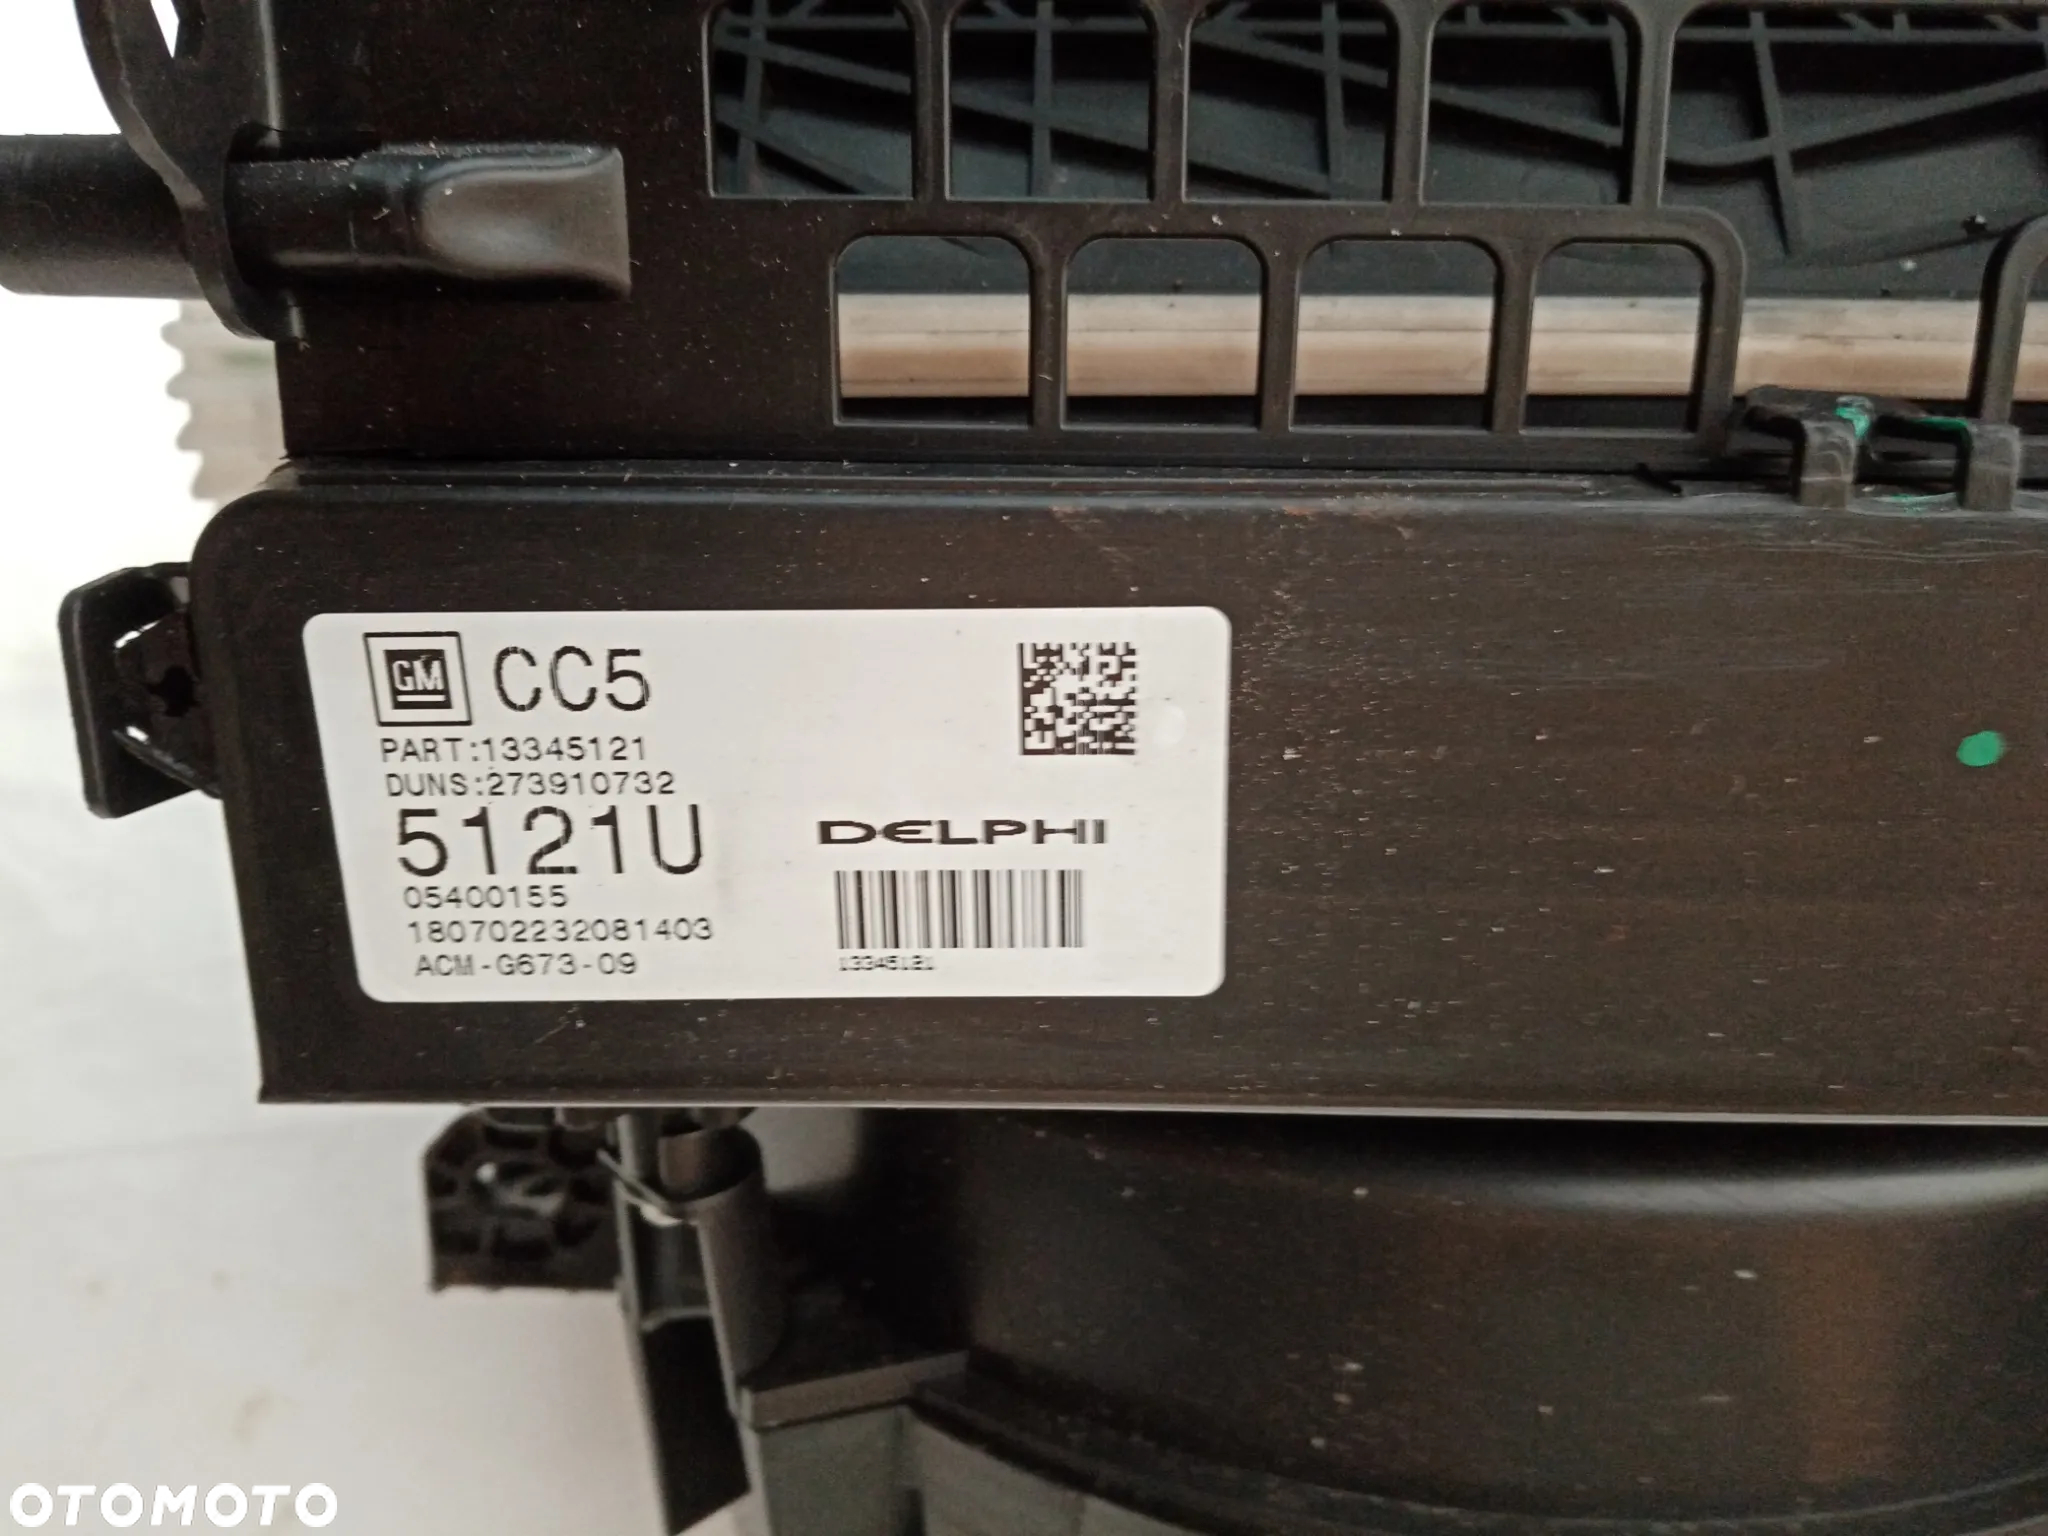 GM CC5
PART:13345121
DUNS:273910732
5121U
05400155
180702232081403
ACM-G673-09
DELPHI
13345121
OTOMOTO